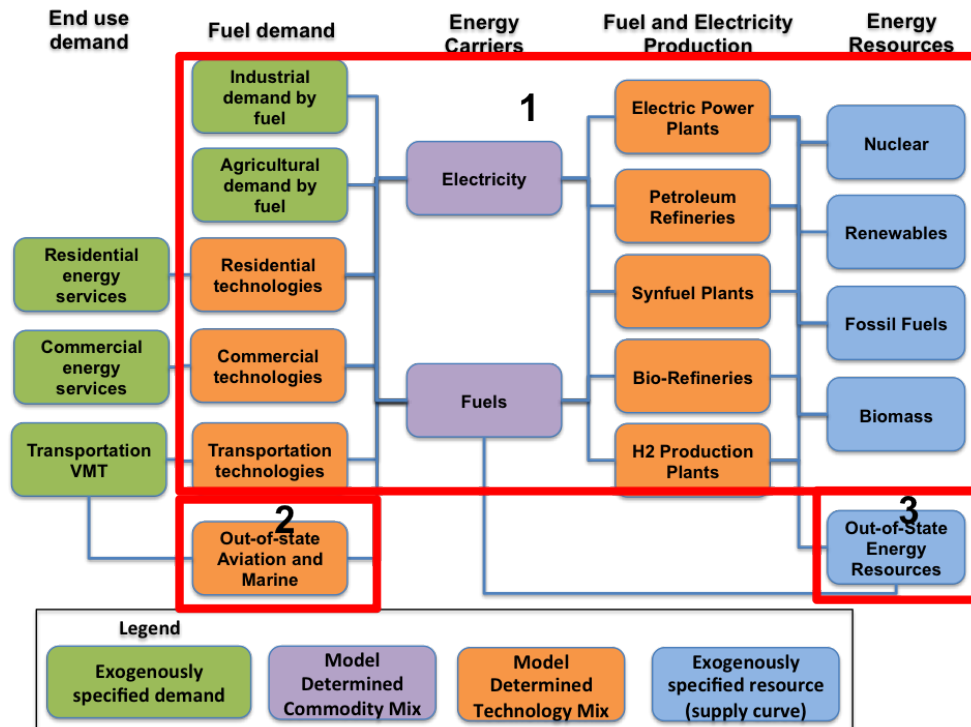 End use
demand
Fuel demand
Energy
Carriers
Fuel and Electricity
Production
Energy
Resources
1
Industrial
demand by
fuel
Agricultural
demand by
fuel
Residential
energy
services
Residential
technologies
Commercial
energy
services
Commercial
technologies
Transportation
VMT
Transportation
technologies
2
Out-of-state
Aviation and
Marine
Electricity
Fuels
Electric Power
Plants
Petroleum
Refineries
Synfuel Plants
Bio-Refineries
H2 Production
Plants
Nuclear
Renewables
Fossil Fuels
Biomass
3
Out-of-State
Energy
Resources
Legend
Exogenously
specified demand
Model
Determined
Commodity Mix
Model
Determined
Technology Mix
Exogenously
specified resource
(supply curve)